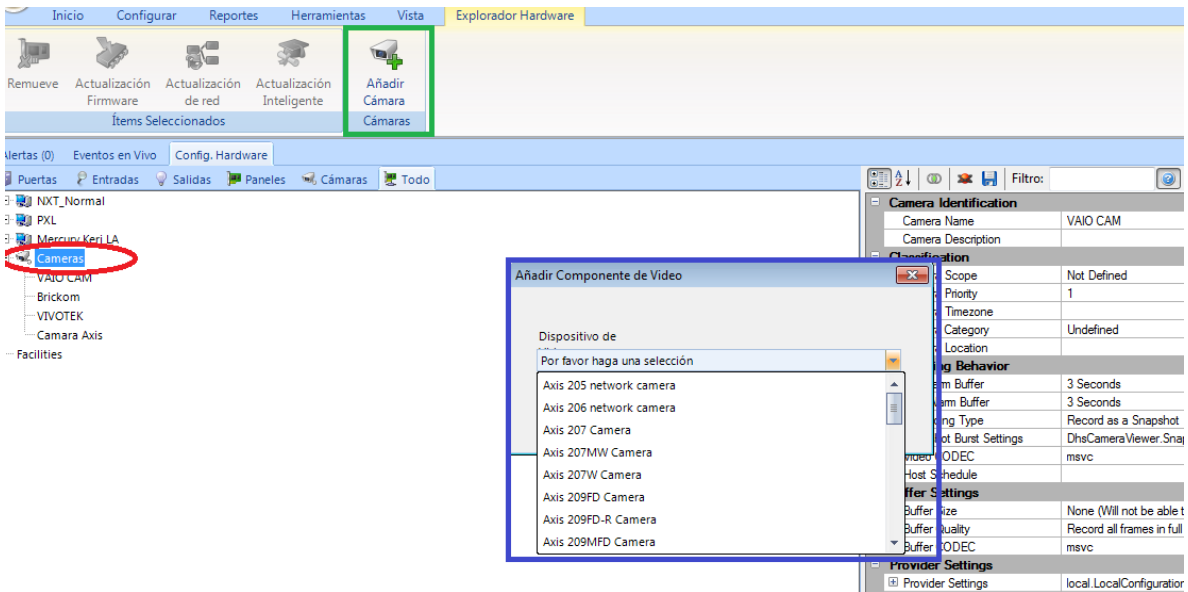 Inicio Configurar Reportes Herramientas Vista Explorador Hardware
Remueve Actualización Firmware Actualización de red Actualización Inteligente Añadir Cámara
Ítems Seleccionados Cámaras
Alertas (0) Eventos en Vivo Config. Hardware
Puertas Entradas Salidas Paneles Cámaras Todo
NXT_Normal
PXL
Mercury Keri LA
Cameras
VAIO CAM
Brickom
VIVOTEK
Camara Axis
Facilities
Añadir Componente de Video
Dispositivo de
Por favor haga una selección
Axis 205 network camera
Axis 206 network camera
Axis 207 Camera
Axis 207MW Camera
Axis 207W Camera
Axis 209FD Camera
Axis 209FD-R Camera
Axis 209MFD Camera
Filtro:
Camera Identification
Camera Name VAIO CAM
Camera Description
Classification
Scope Not Defined
Priority 1
Timezone
Category Undefined
Location
Behavior
Buffer 3 Seconds
Buffer 3 Seconds
Type Record as a Snapshot
Burst Settings DhsCameraViewer.Snap
Video CODEC msvc
Host Schedule
Buffer Settings
Buffer Size None (Will not be able t
Buffer Quality Record all frames in full
Buffer CODEC msvc
Provider Settings
Provider Settings local.LocalConfiguration